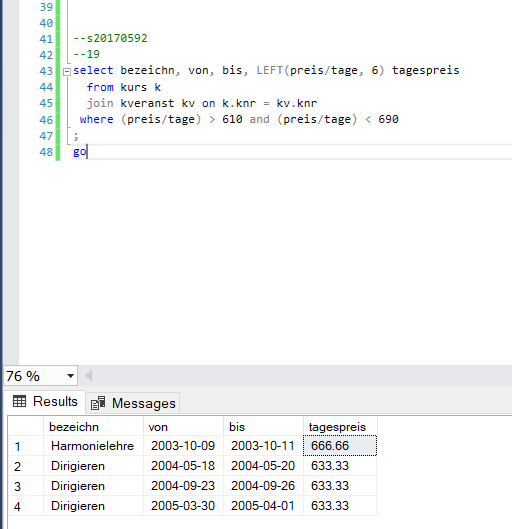 39
40
41 --s20170592
42 --19
43 select bezeichn, von, bis, LEFT(preis/tage, 6) tagespreis
44 from kurs k
45 join kveranst kv on k.knr = kv.knr
46 where (preis/tage) > 610 and (preis/tage) < 690
47 ;
48 go
76 %
Results Messages
bezeichn von bis tagespreis
1 Harmonielehre 2003-10-09 2003-10-11 666.66
2 Dirigieren 2004-05-18 2004-05-20 633.33
3 Dirigieren 2004-09-23 2004-09-26 633.33
4 Dirigieren 2005-03-30 2005-04-01 633.33